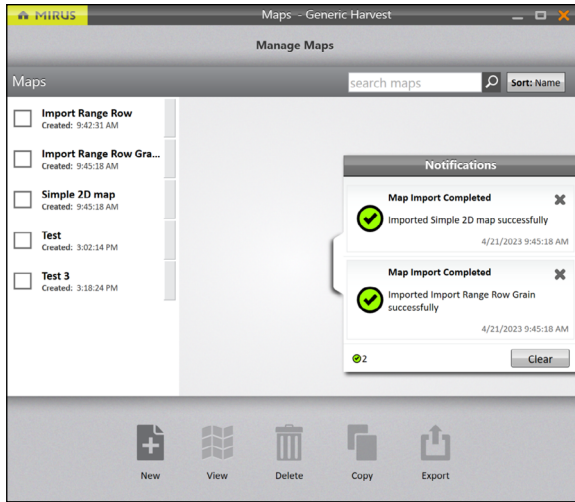 MIRUS
Maps - Generic Harvest
Manage Maps
Maps
search maps
Sort: Name
Import Range Row
Created: 9:42:31 AM
Import Range Row Gra...
Created: 9:45:18 AM
Simple 2D map
Created: 9:45:18 AM
Test
Created: 3:02:14 PM
Test 3
Created: 3:18:24 PM
Notifications
Map Import Completed
Imported Simple 2D map successfully
4/21/2023 9:45:18 AM
Map Import Completed
Imported Import Range Row Grain
successfully
4/21/2023 9:45:18 AM
2
Clear
New
View
Delete
Copy
Export